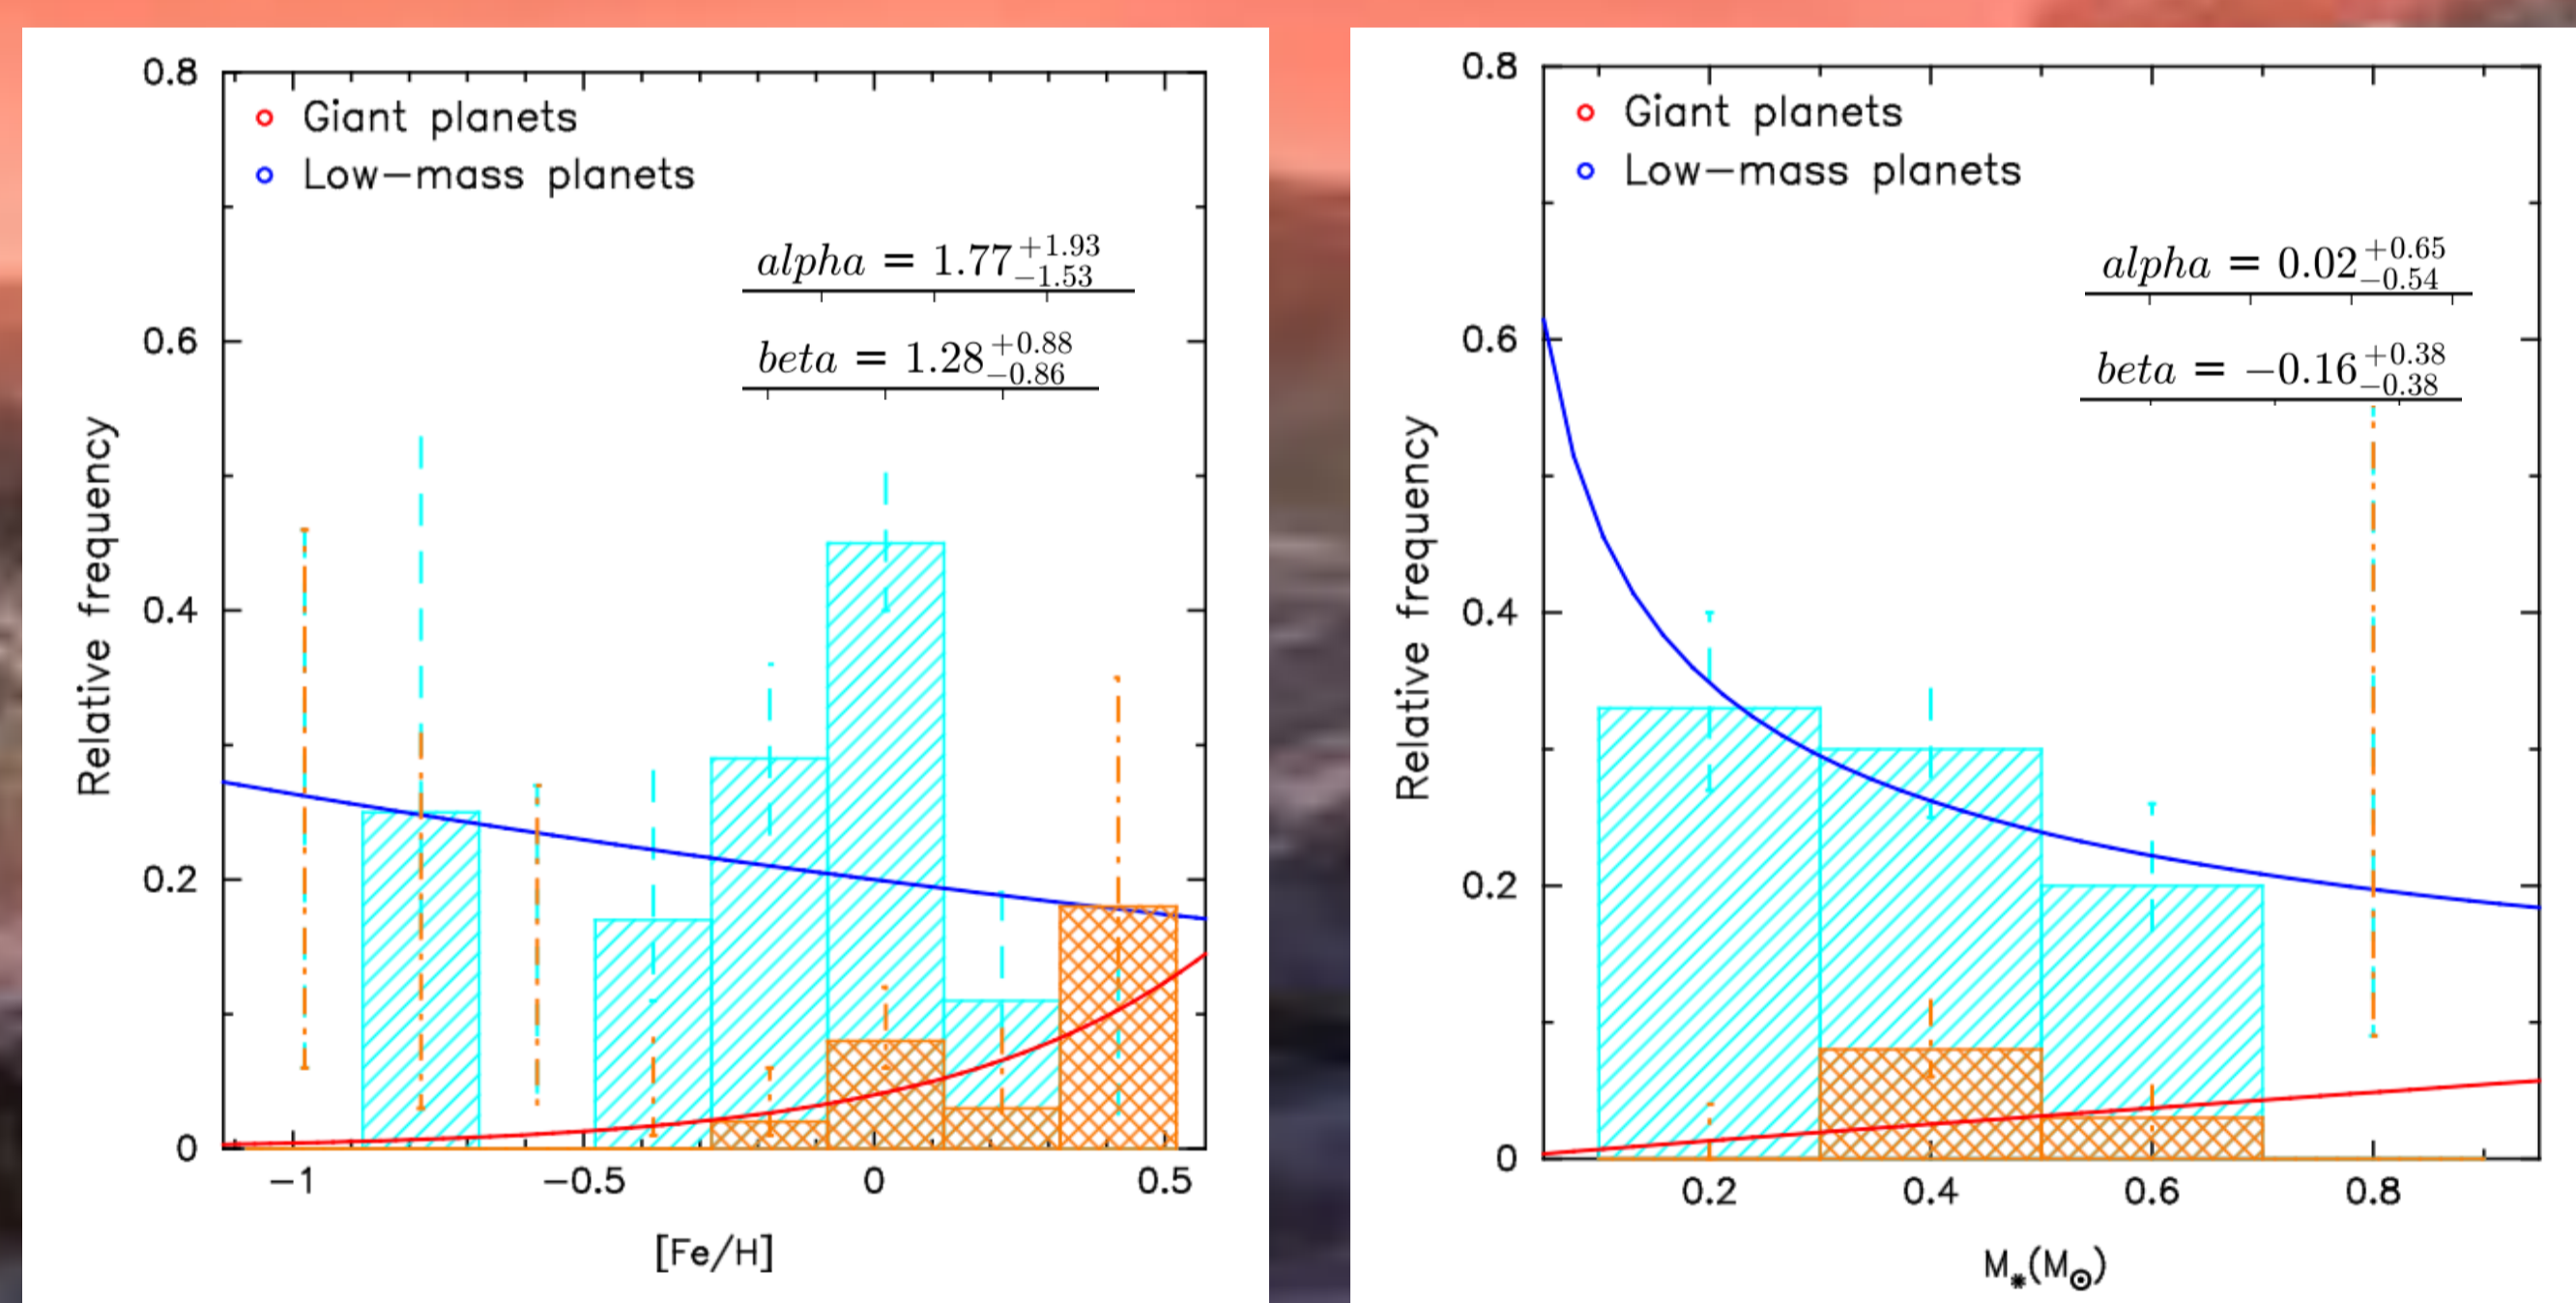 0.8
Giant planets
Low-mass planets
alpha = 1.77 +1.93 -1.53
beta = 1.28 +0.88 -0.86
0.6
0.4
0.2
0
Relative frequency
-1 -0.5 0 0.5
[Fe/H]
0.8
Giant planets
Low-mass planets
alpha = 0.02 +0.65 -0.54
beta = -0.16 +0.38 -0.38
0.6
0.4
0.2
0
Relative frequency
0.2 0.4 0.6 0.8
M*(M⊙)